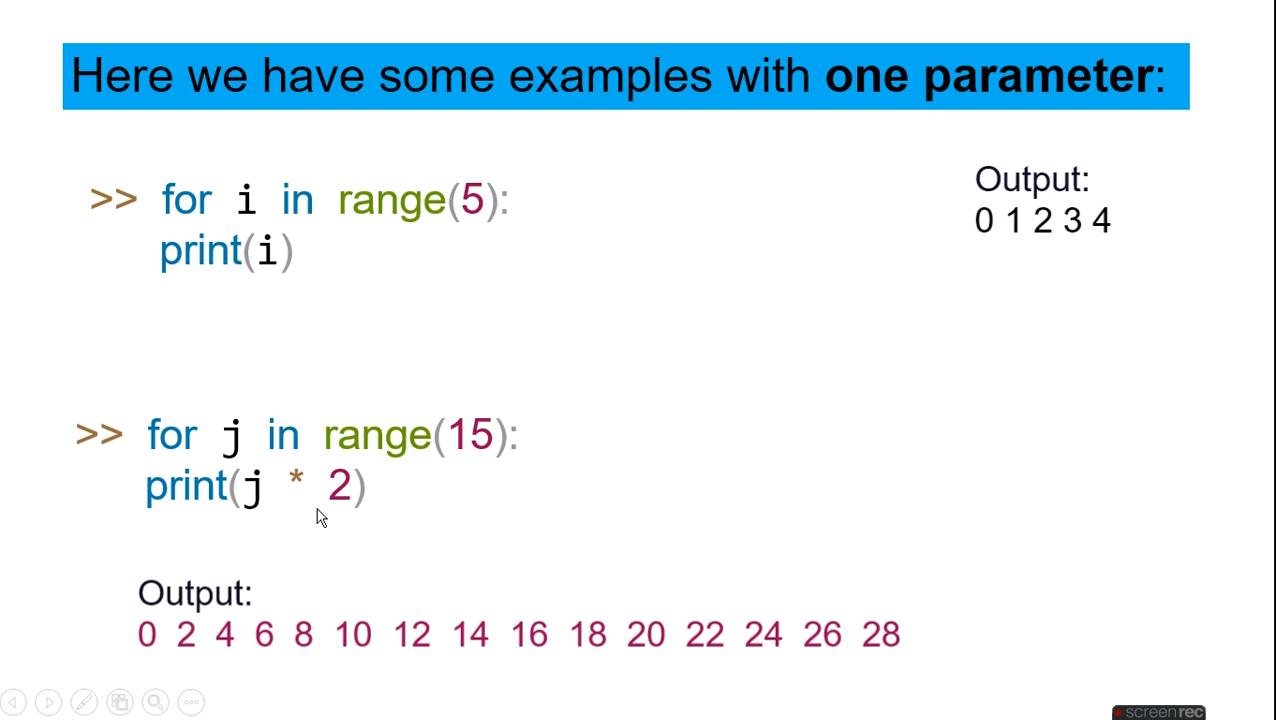 Here we have some examples with one parameter:
>> for i in range(5):
print(i)
Output:
0 1 2 3 4
>> for j in range(15):
print(j * 2)
Output:
0 2 4 6 8 10 12 14 16 18 20 22 24 26 28
screenrec